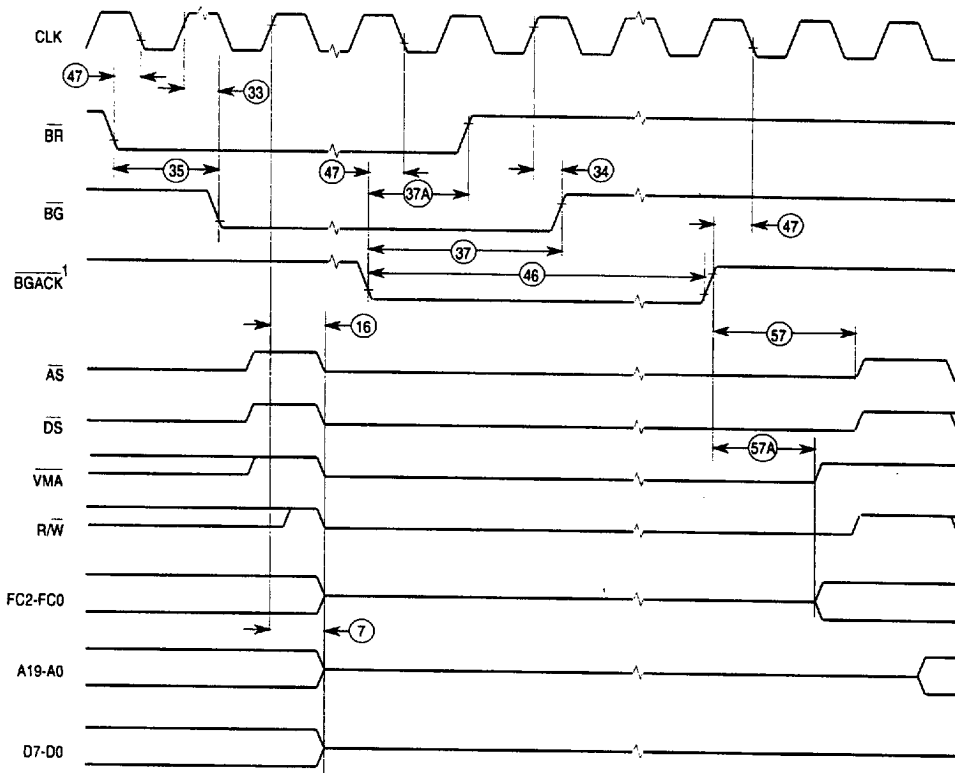 CLK
47
33
BR
35
47
37A
34
BG
47
37
BGACK1
46
16
57
AS
DS
57A
VMA
R/W
FC2-FC0
7
A19-A0
D7-D0